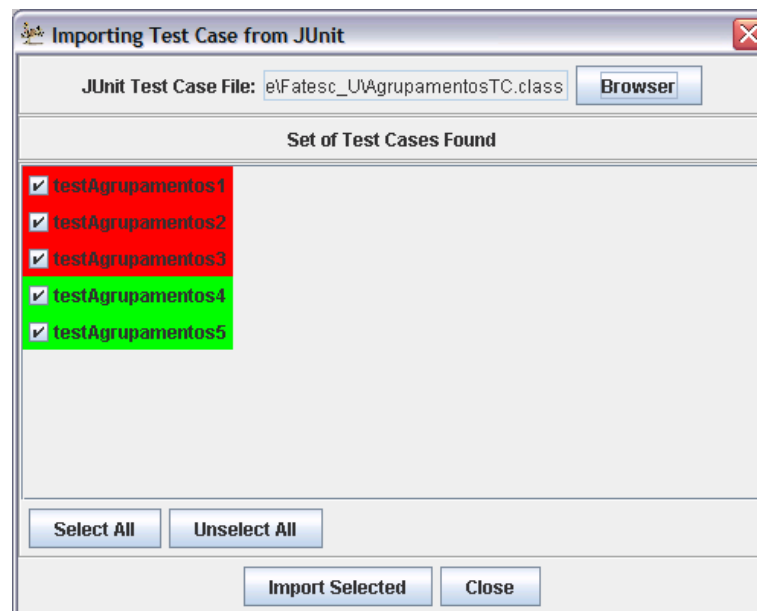 Importing Test Case from JUnit
JUnit Test Case File: e\Fatesc_U\AgrupamentosTC.class Browser
Set of Test Cases Found
testAgrupamentos1
testAgrupamentos2
testAgrupamentos3
testAgrupamentos4
testAgrupamentos5
Select All Unselect All
Import Selected Close